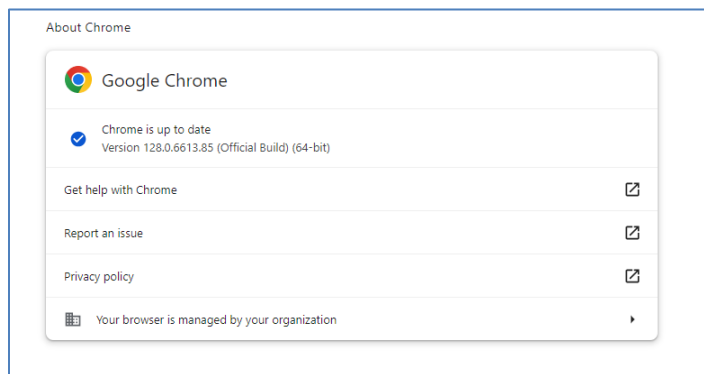 About Chrome
Google Chrome
Chrome is up to date
Version 128.0.6613.85 (Official Build) (64-bit)
Get help with Chrome
Report an issue
Privacy policy
Your browser is managed by your organization